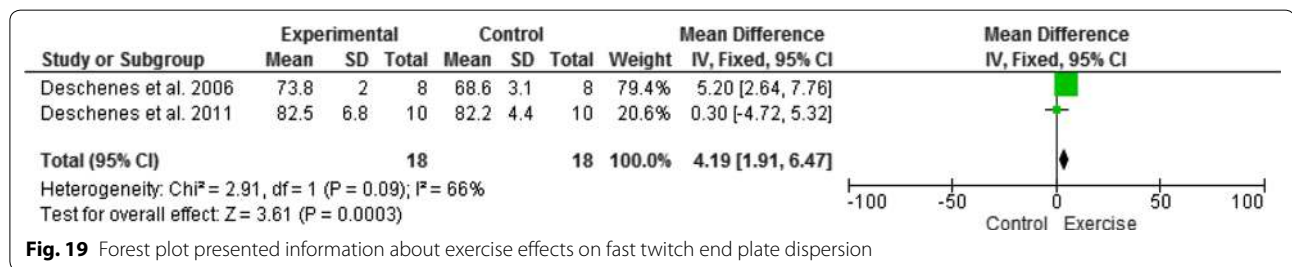 Experimental Control Mean Difference Mean Difference
Study or Subgroup Mean SD Total Mean SD Total Weight IV, Fixed, 95% CI IV, Fixed, 95% CI
Deschenes et al. 2006 73.8 2 8 68.6 3.1 8 79.4% 5.20 [2.64, 7.76]
Deschenes et al. 2011 82.5 6.8 10 82.2 4.4 10 20.6% 0.30 [-4.72, 5.32]
Total (95% CI) 18 18 100.0% 4.19 [1.91, 6.47]
Heterogeneity: Chi² = 2.91, df = 1 (P = 0.09); I² = 66%
Test for overall effect: Z = 3.61 (P = 0.0003)
-100 -50 0 50 100
Control Exercise
Fig. 19 Forest plot presented information about exercise effects on fast twitch end plate dispersion